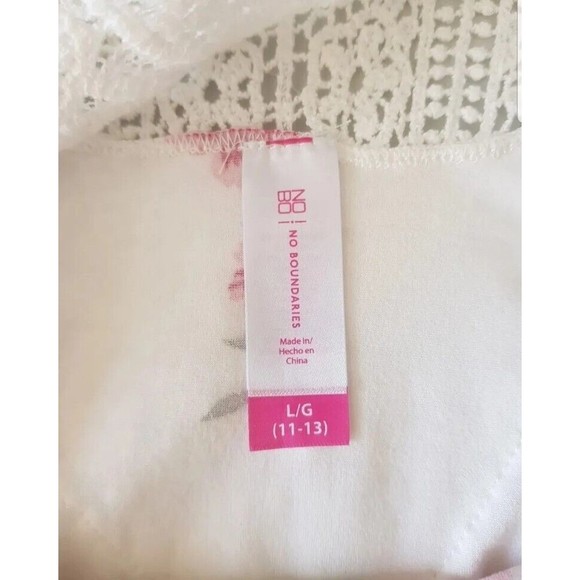 NO
BO
NO BOUNDARIES
Made in/
Hecho en
China
L/G
(11-13)